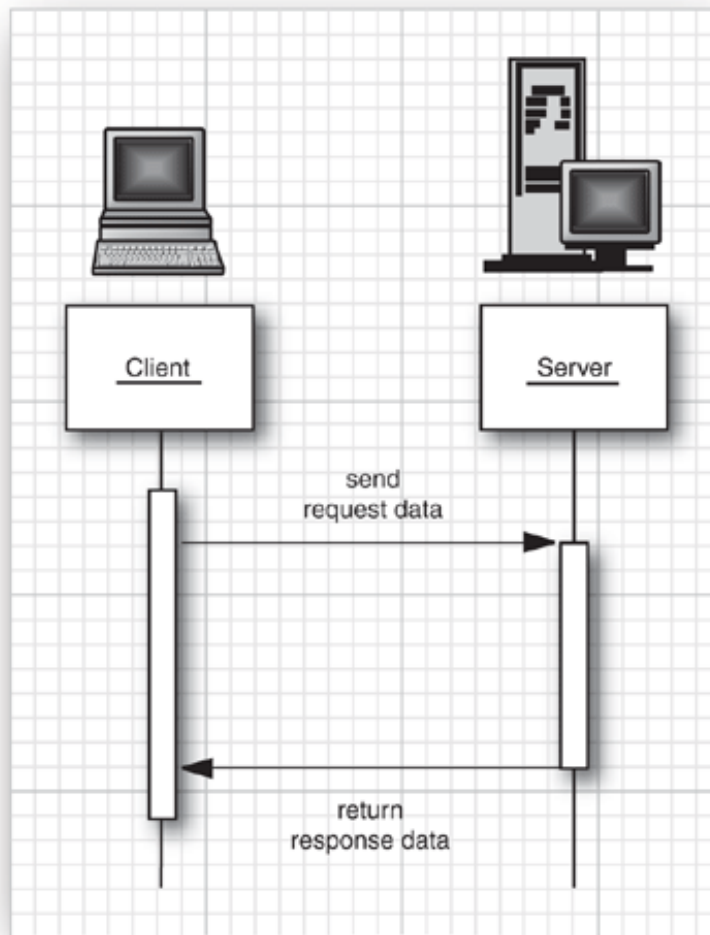 Client
Server
send
request data
return
response data